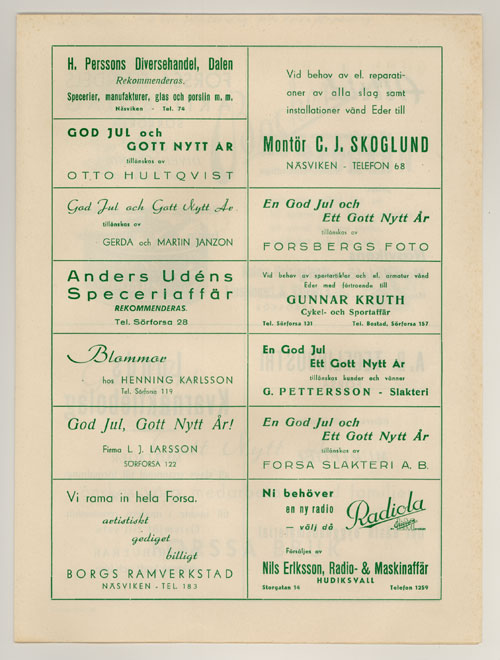 H. Perssons Diversehandel, Dalen
Rekommenderas.
Specerier, manufakturer, glas och porslin m. m.
Näsviken - Tel. 76
GOD JUL och
GOTT NYTT ÅR
tillönskas av
OTTO HULTQVIST
God Jul och Gott Nytt År
tillönskas av
GERDA och MARTIN JANZON
Anders Udéns
Speceriaffär
REKOMMENDERAS.
Tel. Sörforsa 28
Blommor
hos HENNING KARLSSON
Tel. Sörforsa 119
God Jul, Gott Nytt År!
Firma L. J. LARSSON
SÖRFORSA 122
Vi rama in hela Forsa.
artistiskt
gediget
billigt
BORGS RAMVERKSTAD
NÄSVIKEN - TEL. 183
Vid behov av el. reparati-
oner av alla slag samt
installationer vänd Eder till
Montör C. J. SKOGLUND
NÄSVIKEN - TELEFON 68
En God Jul och
Ett Gott Nytt År
tillönskas av
FORSBERGS FOTO
Vid behov av sportartiklar och el. armatur vänd
Eder med förtroende till
GUNNAR KRUTH
Cykel- och Sportaffär
Tel. Sörforsa 131 Tel. Bostad, Sörforsa 157
En God Jul
Ett Gott Nytt År
tillönskas kunder och vänner
G. PETTERSSON - Slakteri
En God Jul och
Ett Gott Nytt År
tillönskas av
FORSA SLAKTERI A. B.
Ni behöver
en ny radio
— välj då
Radiola
Försäljes av
Nils Eriksson, Radio- & Maskinaffär
HUDIKSVALL
Storgatan 16 Telefon 1259